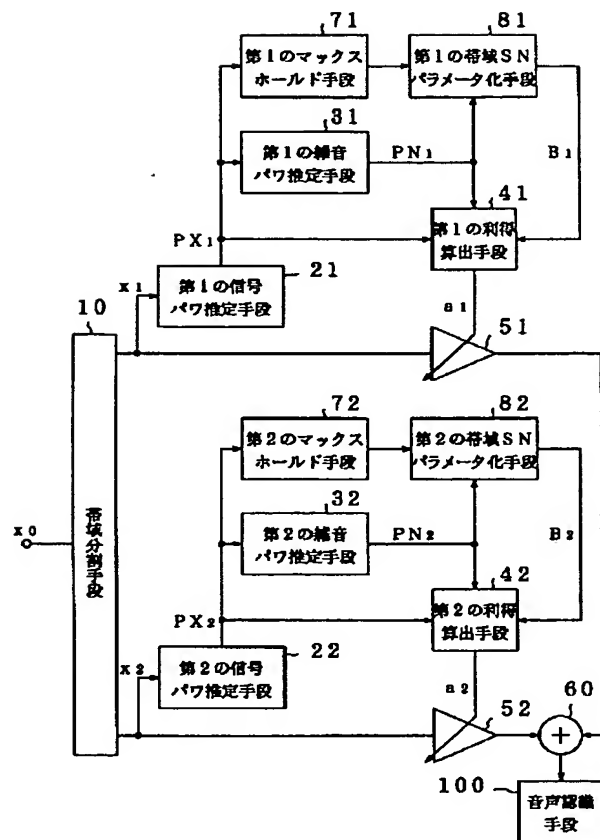 71
81
第1のマックス
ホールド手段
第1の帯域SN
パラメータ化手段
31
第1の雑音
パワ推定手段
PN1
B1
41
第1の利得
算出手段
PX1
21
x1
第1の信号
パワ推定手段
10
a1
51
72
82
第2のマックス
ホールド手段
第2の帯域SN
パラメータ化手段
32
第2の雑音
パワ推定手段
PN2
B2
x0
帯域分割手段
42
第2の利得
算出手段
PX2
22
x2
第2の信号
パワ推定手段
a2
52
60
+
100
音声認識
手段